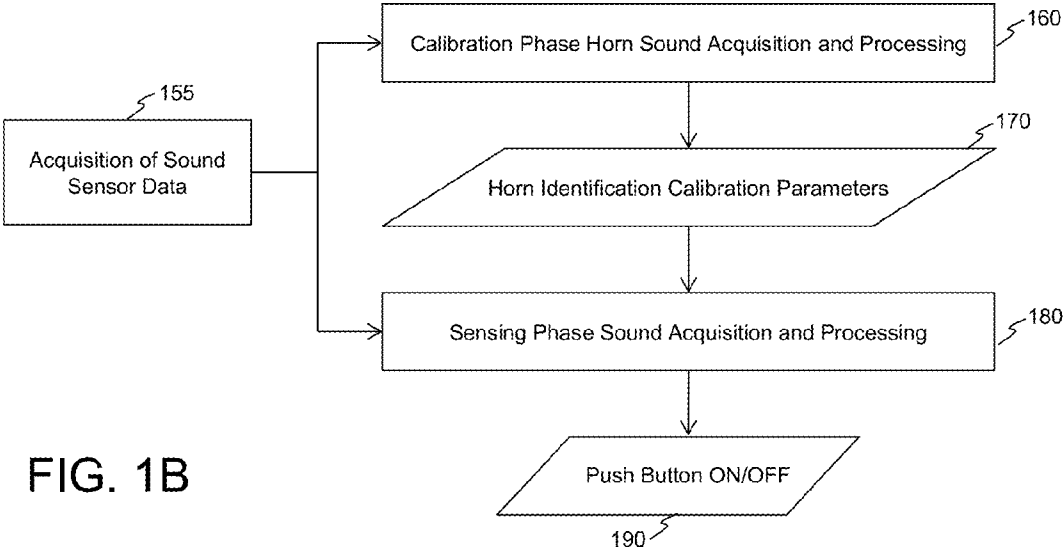 160
Calibration Phase Horn Sound Acquisition and Processing
155
170
Acquisition of Sound
Sensor Data
Horn Identification Calibration Parameters
180
Sensing Phase Sound Acquisition and Processing
FIG. 1B
Push Button ON/OFF
190